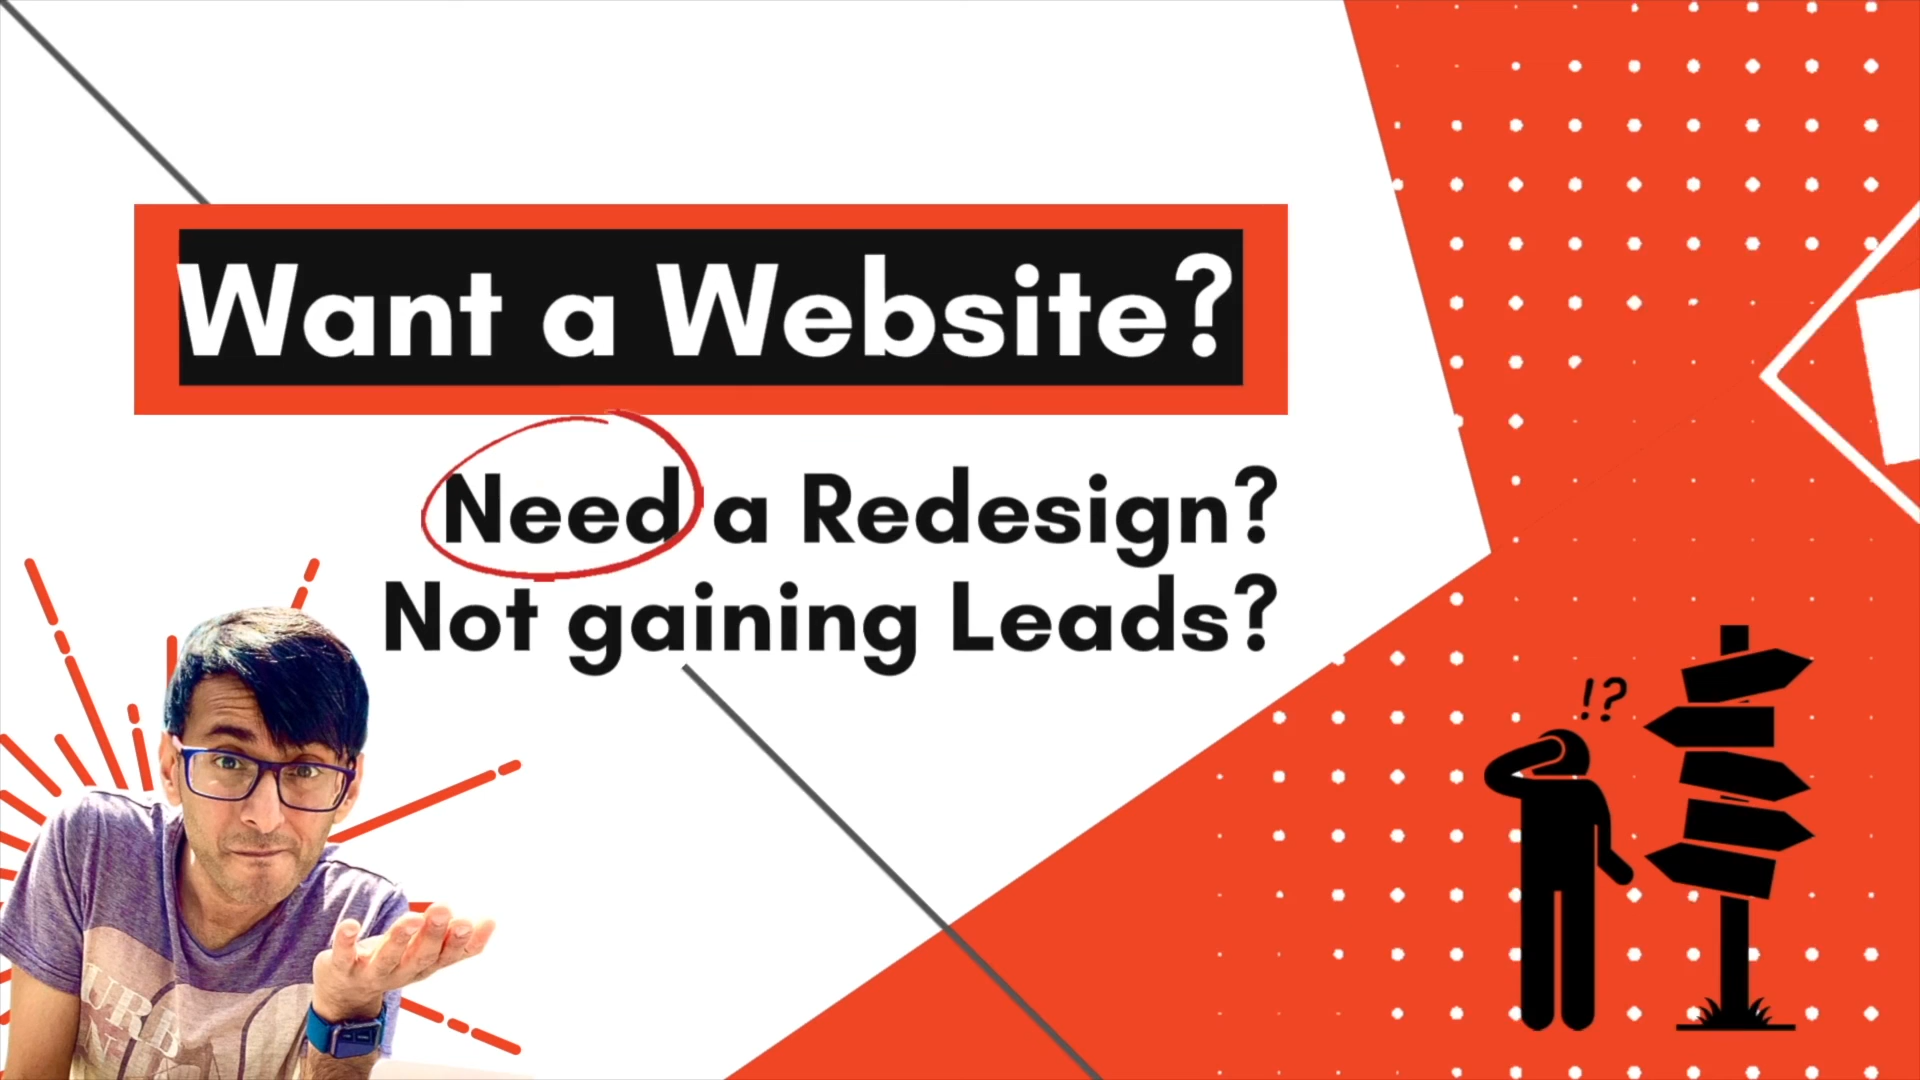 Want a Website?
Need a Redesign?
Not gaining Leads?
!?